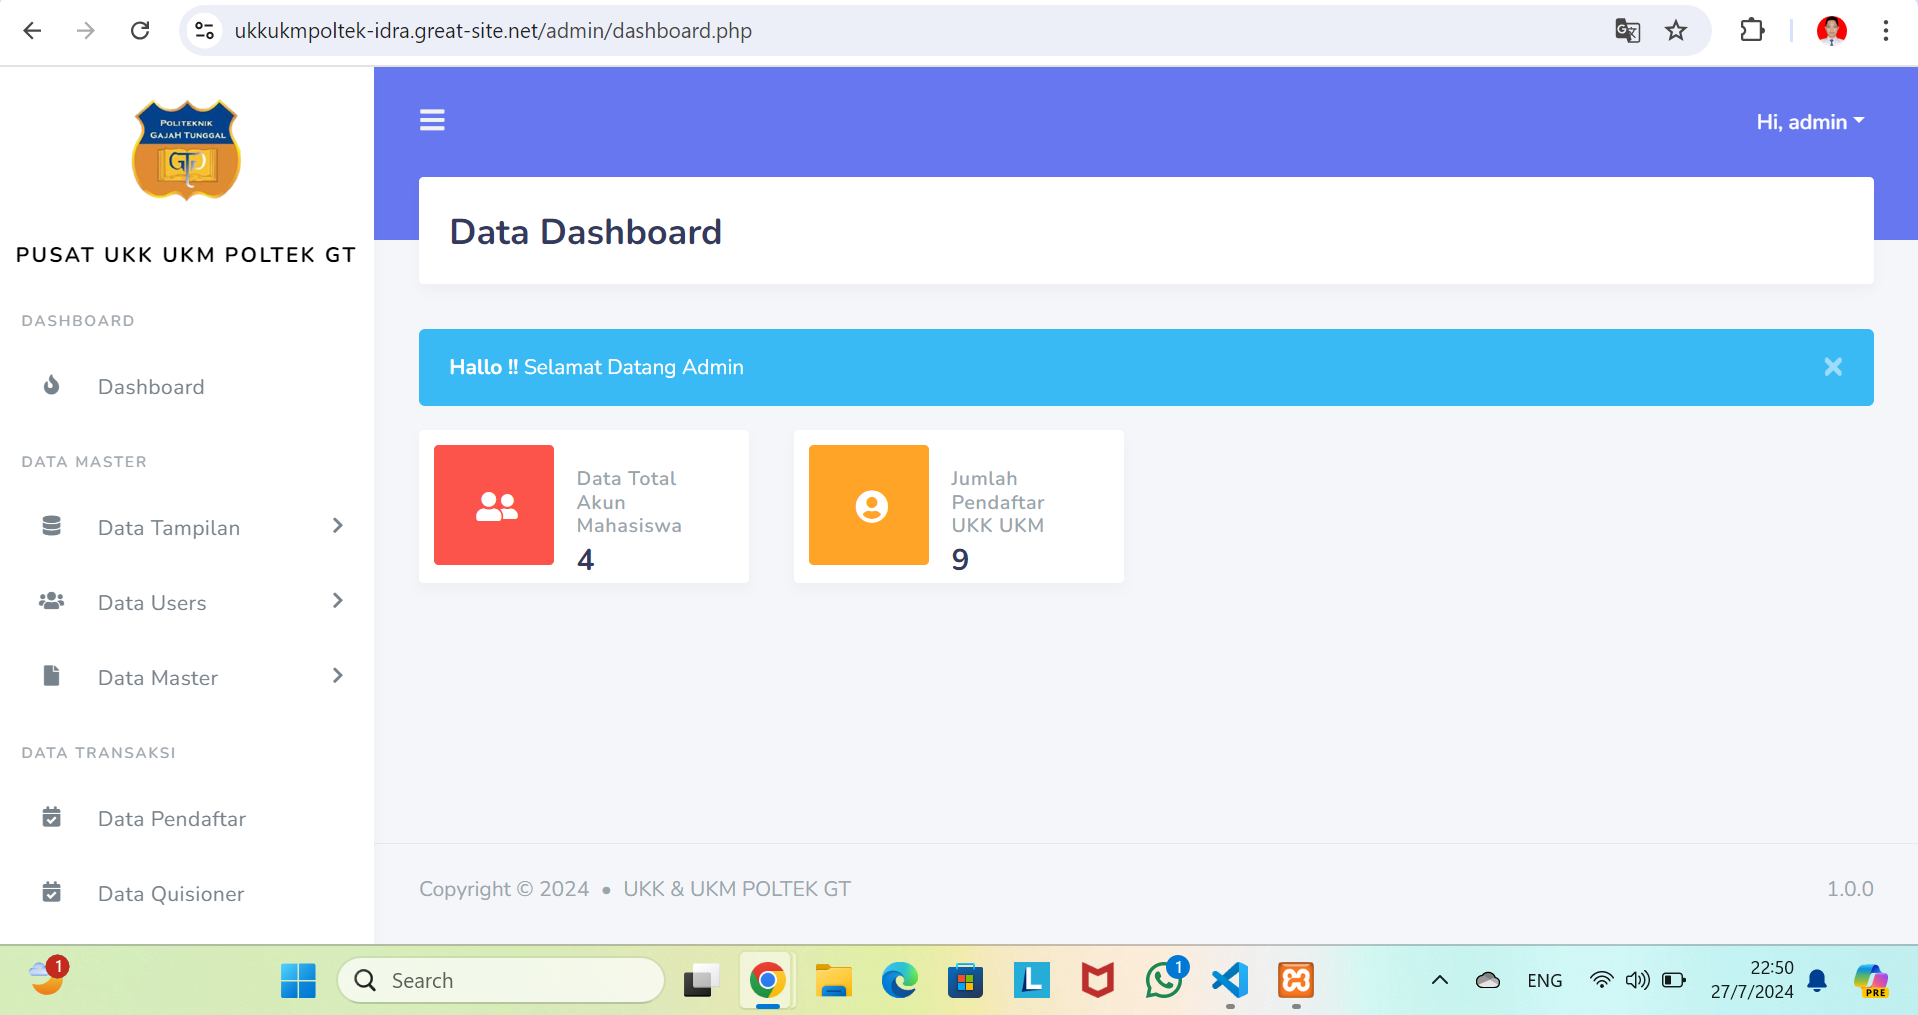 ukkukmpoltek-idra.great-site.net/admin/dashboard.php
POLITEKNIK
GAJAH TUNGGAL
PUSAT UKK UKM POLTEK GT
DASHBOARD
Dashboard
DATA MASTER
Data Tampilan
Data Users
Data Master
DATA TRANSAKSI
Data Pendaftar
Data Quisioner
Hi, admin
Data Dashboard
Hallo !! Selamat Datang Admin
Data Total
Akun
Mahasiswa
4
Jumlah
Pendaftar
UKK UKM
9
Copyright © 2024 • UKK & UKM POLTEK GT
1.0.0
1
Search
L
1
ENG
22:50
27/7/2024
PRE